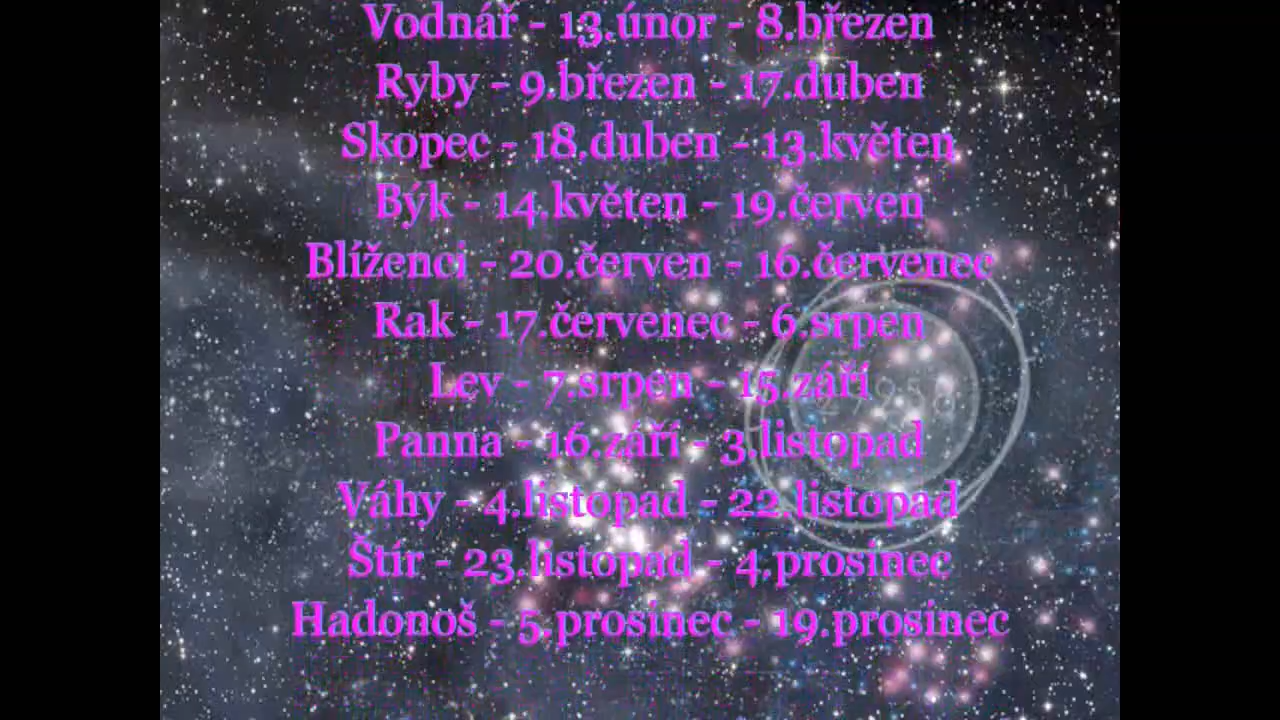 Vodnář - 13.únor - 8.březen
Ryby - 9.březen - 17.duben
Skopec - 18.duben - 13.květen
Býk - 14.květen - 19.červen
Blíženci - 20.červen - 16.červenec
Rak - 17.červenec - 6.srpen
Lev - 7.srpen - 15.září
Panna - 16.září - 3.listopad
Váhy - 4.listopad - 22.listopad
Štír - 23.listopad - 4.prosinec
Hadonoš - 5.prosinec - 19.prosinec